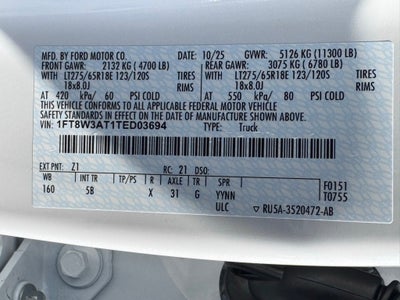 MFD. BY FORD MOTOR CO. 10/25 GVWR: 5126 KG (11300 LB)
FRONT GAWR: 2132 KG (4700 LB) REAR GAWR: 3075 KG (6780 LB)
WITH LT275/65R18E 123/120S TIRES WITH LT275/65R18E 123/120S TIRES
18x8.0J RIMS 18x8.0J RIMS
AT 420 kPa/ 60 PSI COLD AT 550 kPa/ 80 PSI COLD
THIS VEHICLE CONFORMS TO ALL APPLICABLE FEDERAL MOTOR VEHICLE
SAFETY STANDARDS IN EFFECT ON THE DATE OF MANUFACTURE SHOWN ABOVE.
VIN: 1FT8W3AT1TED03694 TYPE: Truck
EXT PNT: Z1 RC: 21 DSO:
WB INT TR TP/PS R AXLE TR SPR F0151
160 5B X 31 G YYNN T0755
ULC RU5A-3520472-AB